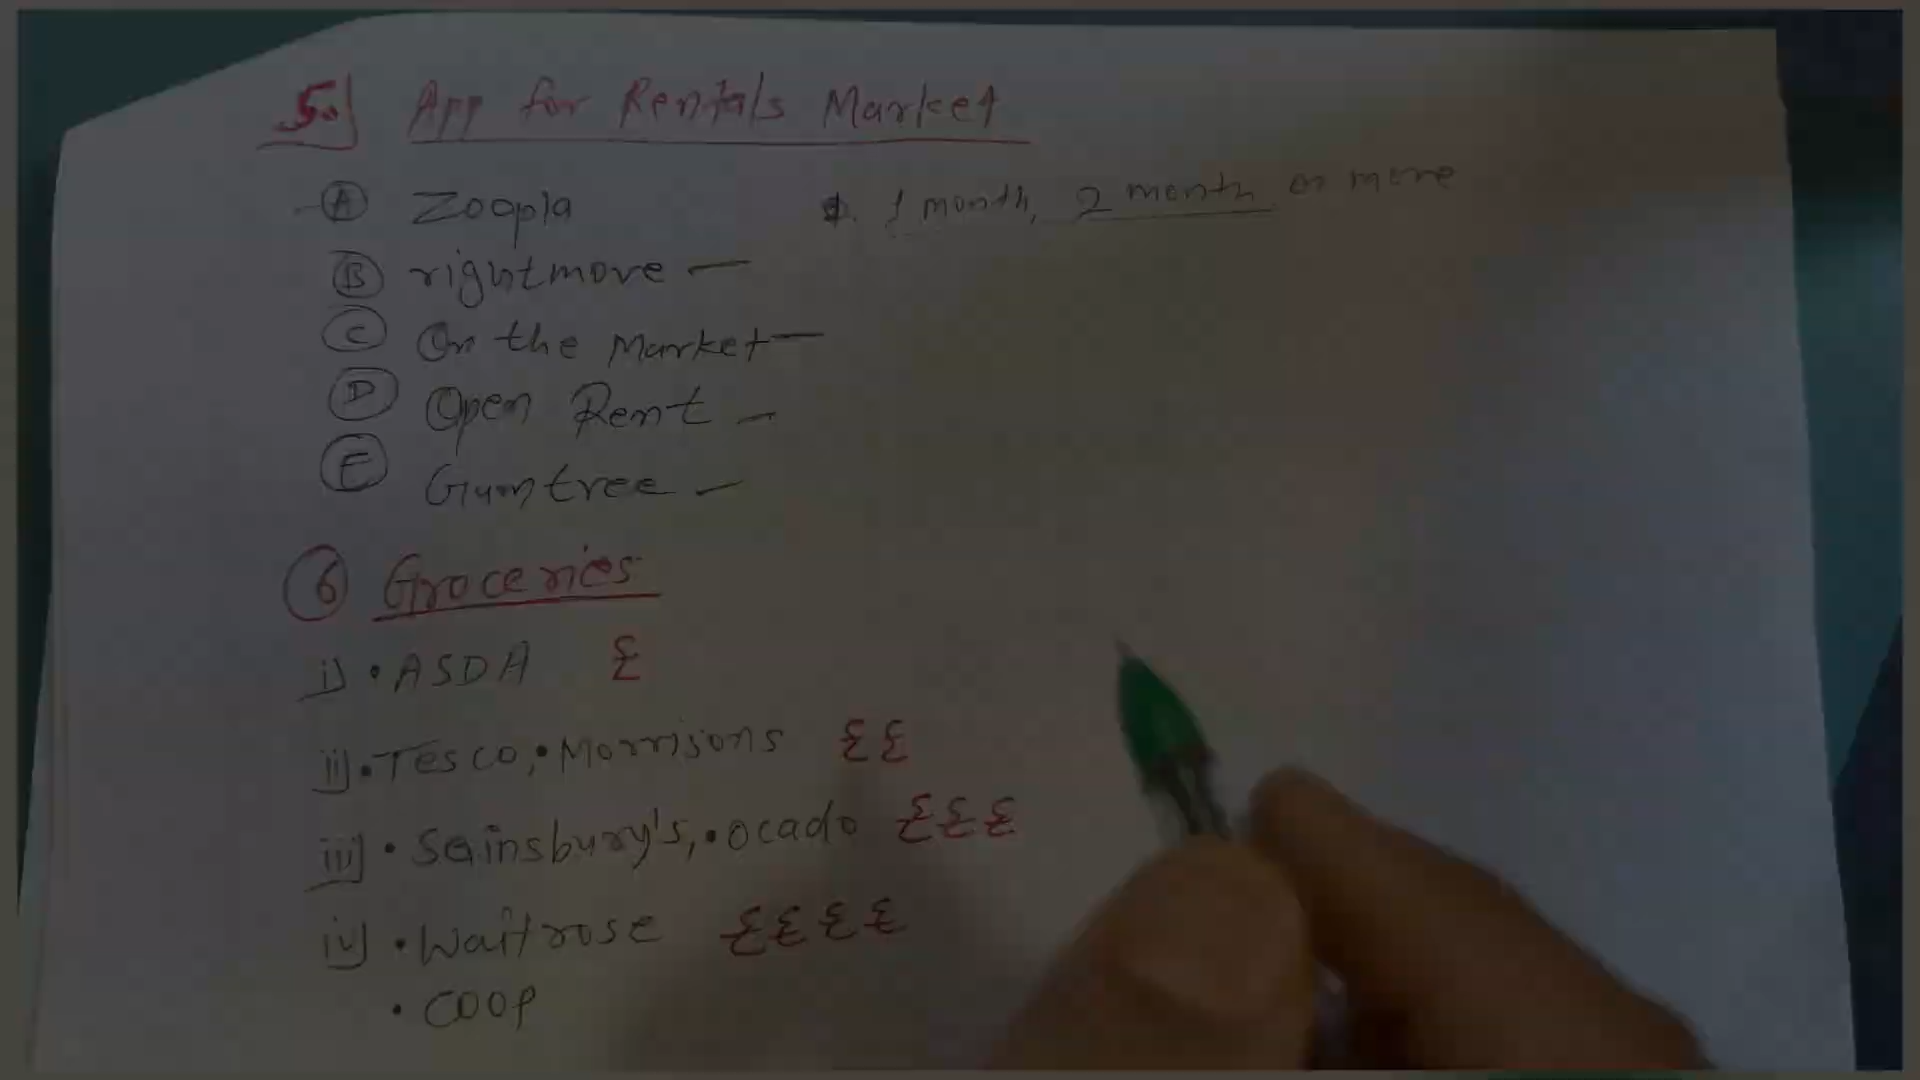 5. App for Rentals Market
A Zoopla 1 month, 2 month or more
B rightmove —
C On the Market —
D Open Rent —
E Gumtree —
6 Groceries
i) • ASDA £
ii) • Tesco, • Morrisons ££
iii) • Sainsbury's, • ocado £££
iv) • Waitrose ££££
• COOP